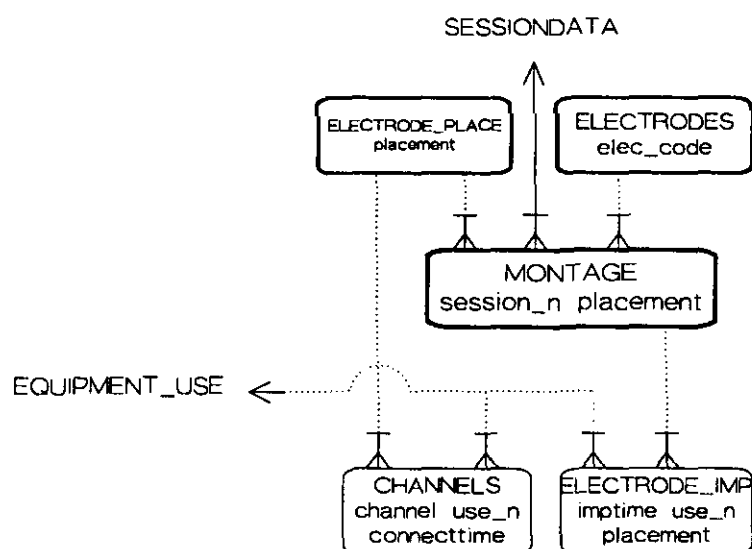 SESSIONDATA
ELECTRODE_PLACE
placement
ELECTRODES
elec_code
MONTAGE
session_n placement
EQUIPMENT_USE
CHANNELS
channel use_n
connecttime
ELECTRODE_IMP
imptime use_n
placement